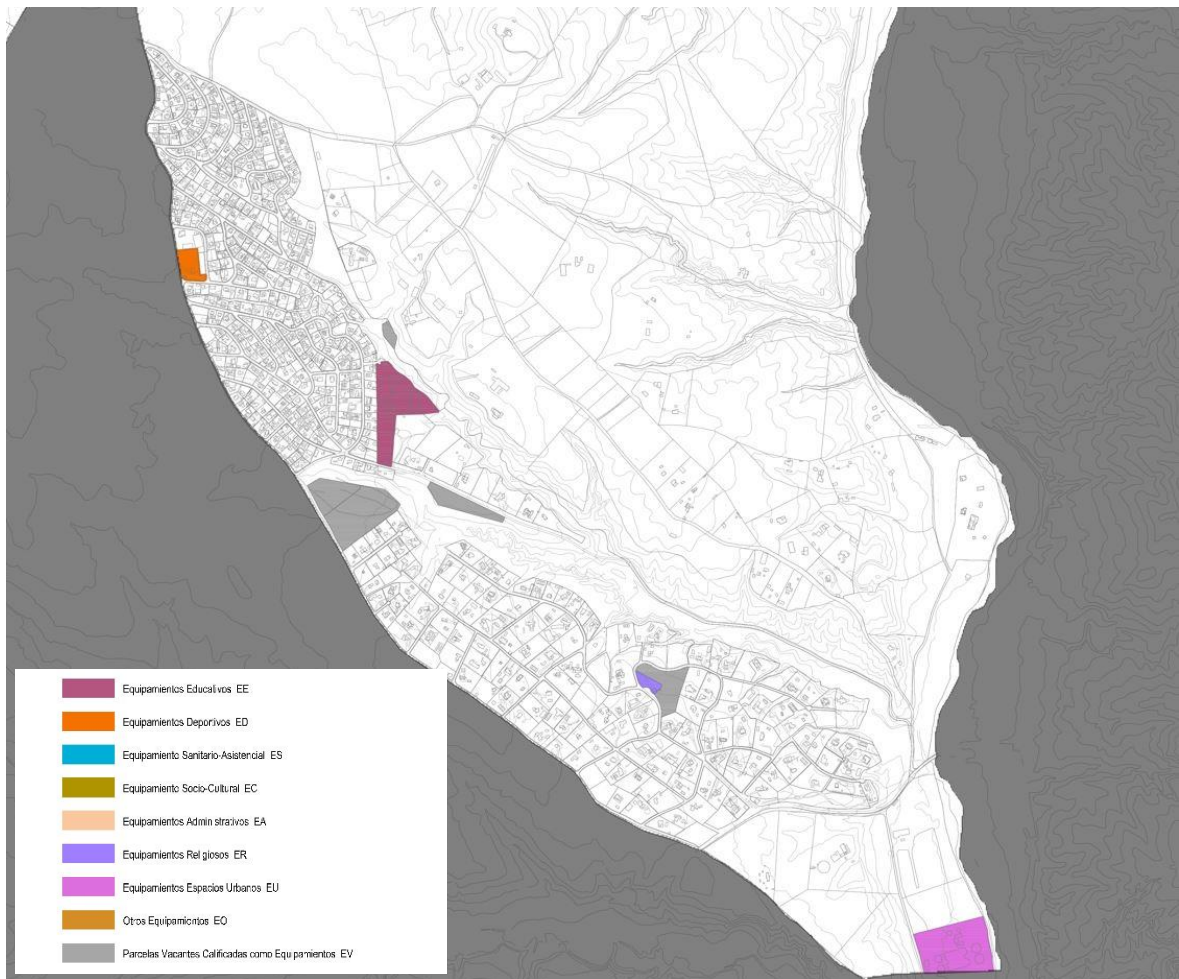 Equipamientos Educativos EE
Equipamientos Deportivos ED
Equipamiento Sanitario-Asistencial ES
Equipamiento Socio-Cultural EC
Equipamientos Administrativos EA
Equipamientos Religiosos ER
Equipamientos Espacios Urbanos EU
Otros Equipamientos EO
Parcelas Vacantes Calificadas como Equipamientos EV